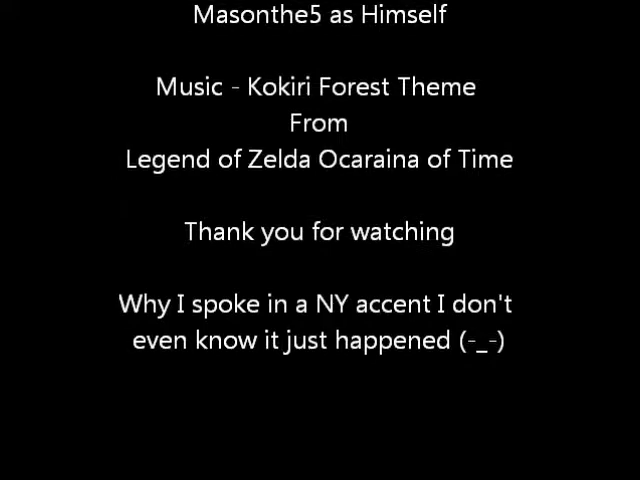 Masonthe5 as Himself
Music - Kokiri Forest Theme
From
Legend of Zelda Ocaraina of Time
Thank you for watching
Why I spoke in a NY accent I don't
even know it just happened (-_-)